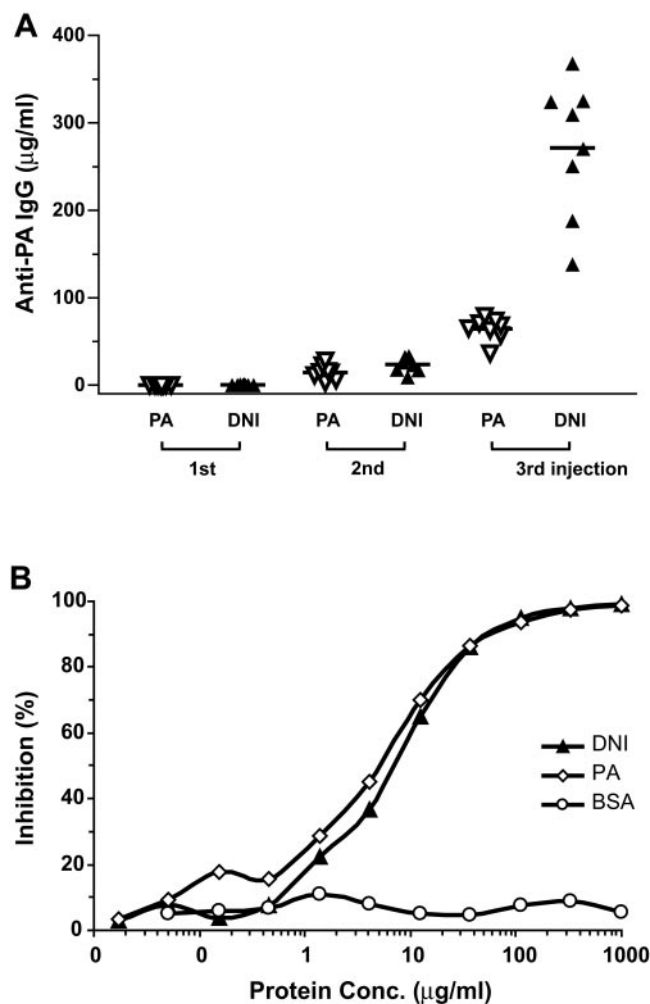 A
400
300
200
100
0
Anti-PA IgG (μg/ml)
PA DNI PA DNI PA DNI
1st 2nd 3rd injection
B
100
80
60
40
20
0
Inhibition (%)
DNI
PA
BSA
0 0 1 10 100 1000
Protein Conc. (μg/ml)